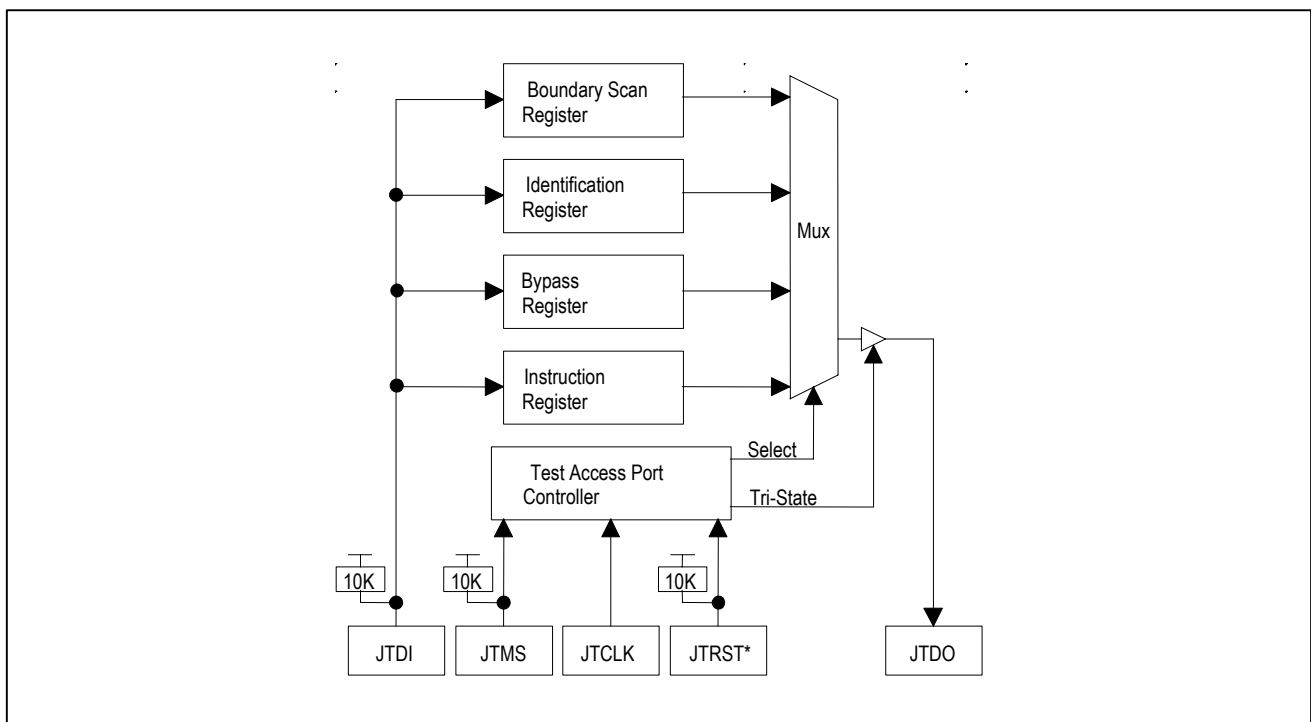 Boundary Scan
Register
Identification
Register
Mux
Bypass
Register
Instruction
Register
Select
Test Access Port
Controller
Tri-State
10K
10K
10K
JTDI
JTMS
JTCLK
JTRST*
JTDO